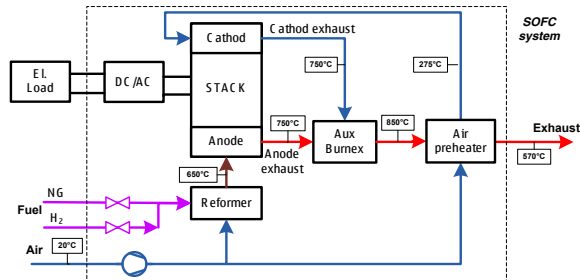 SOFC
system
Cathod
Cathod exhaust
El.
Load
DC/AC
STACK
750°C
275°C
Anode
750°C
Anode
exhaust
Aux
Burnex
850°C
Air
preheater
Exhaust
570°C
650°C
NG
Fuel
H₂
Reformer
Air
20°C